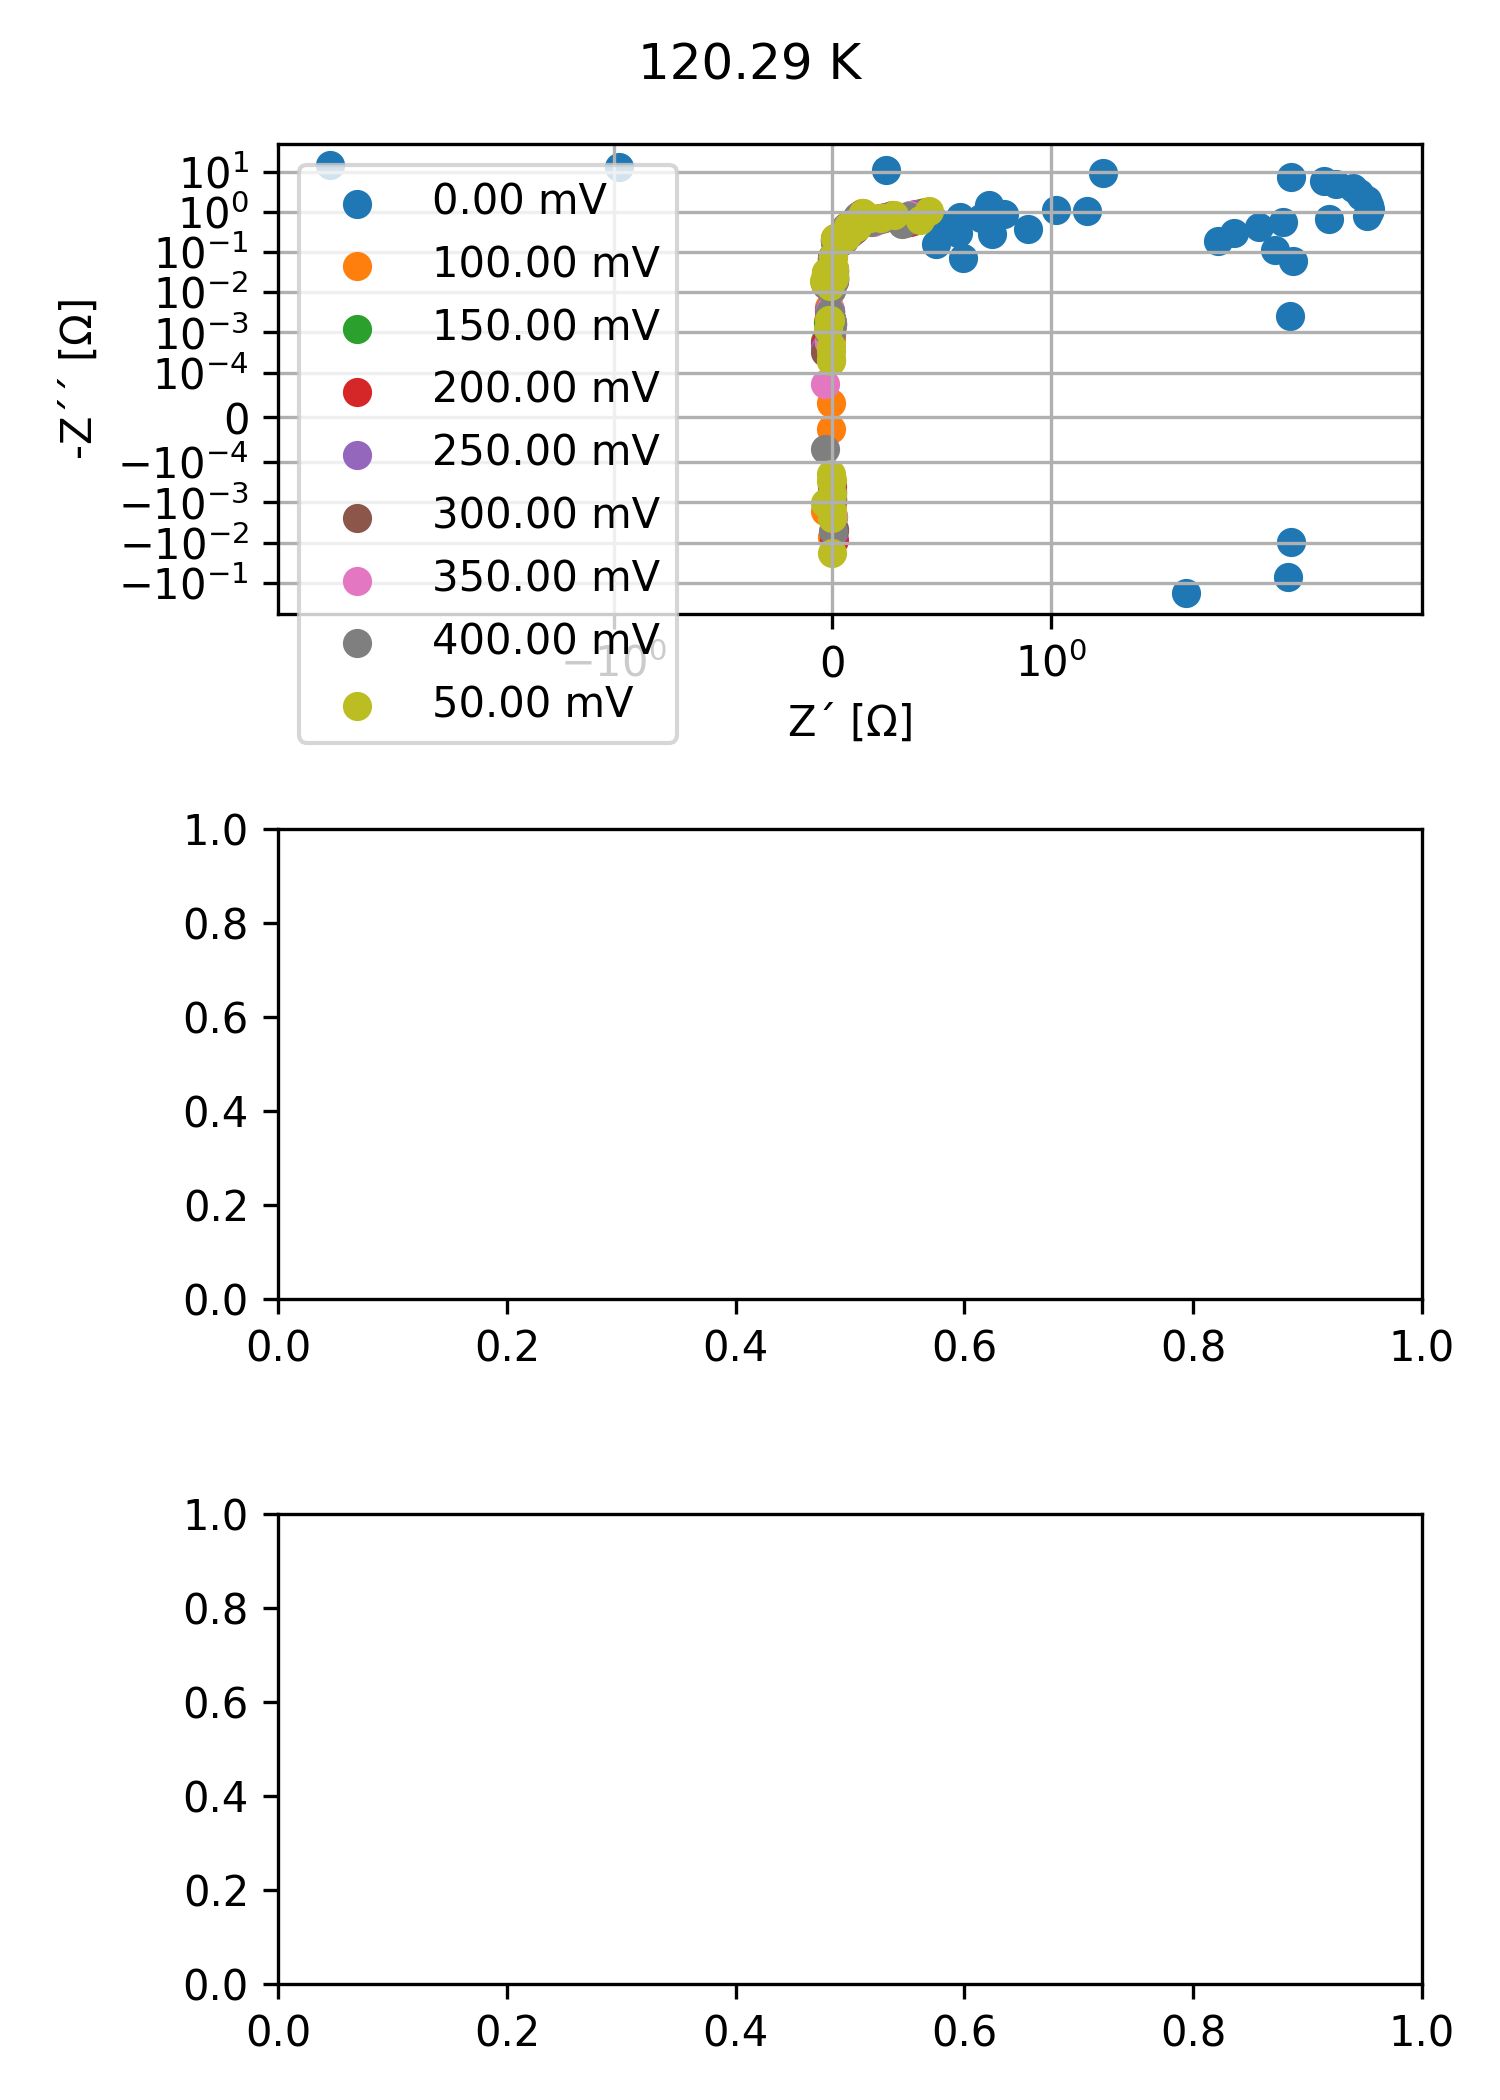 120.29 K
10¹
10⁰
10⁻¹
10⁻²
10⁻³
10⁻⁴
0
−10⁻⁴
−10⁻³
−10⁻²
−10⁻¹
-Z´´ [Ω]
0.00 mV
100.00 mV
150.00 mV
200.00 mV
250.00 mV
300.00 mV
350.00 mV
400.00 mV
50.00 mV
−10⁰ 0 10⁰
Z´ [Ω]
1.0
0.8
0.6
0.4
0.2
0.0
0.0 0.2 0.4 0.6 0.8 1.0
1.0
0.8
0.6
0.4
0.2
0.0
0.0 0.2 0.4 0.6 0.8 1.0